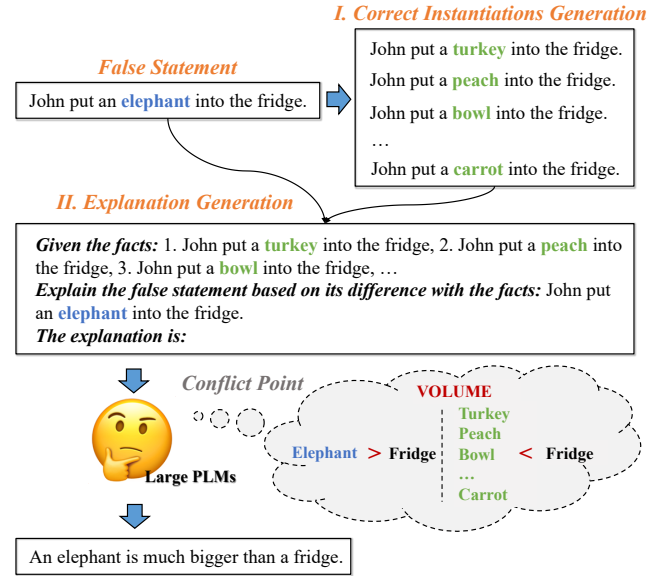 I. Correct Instantiations Generation
False Statement
John put an elephant into the fridge.
John put a turkey into the fridge.
John put a peach into the fridge.
John put a bowl into the fridge.
…
John put a carrot into the fridge.
II. Explanation Generation
Given the facts: 1. John put a turkey into the fridge, 2. John put a peach into
the fridge, 3. John put a bowl into the fridge, …
Explain the false statement based on its difference with the facts: John put
an elephant into the fridge.
The explanation is:
Conflict Point
VOLUME
Elephant > Fridge
Turkey
Peach
Bowl
…
Carrot
< Fridge
Large PLMs
An elephant is much bigger than a fridge.